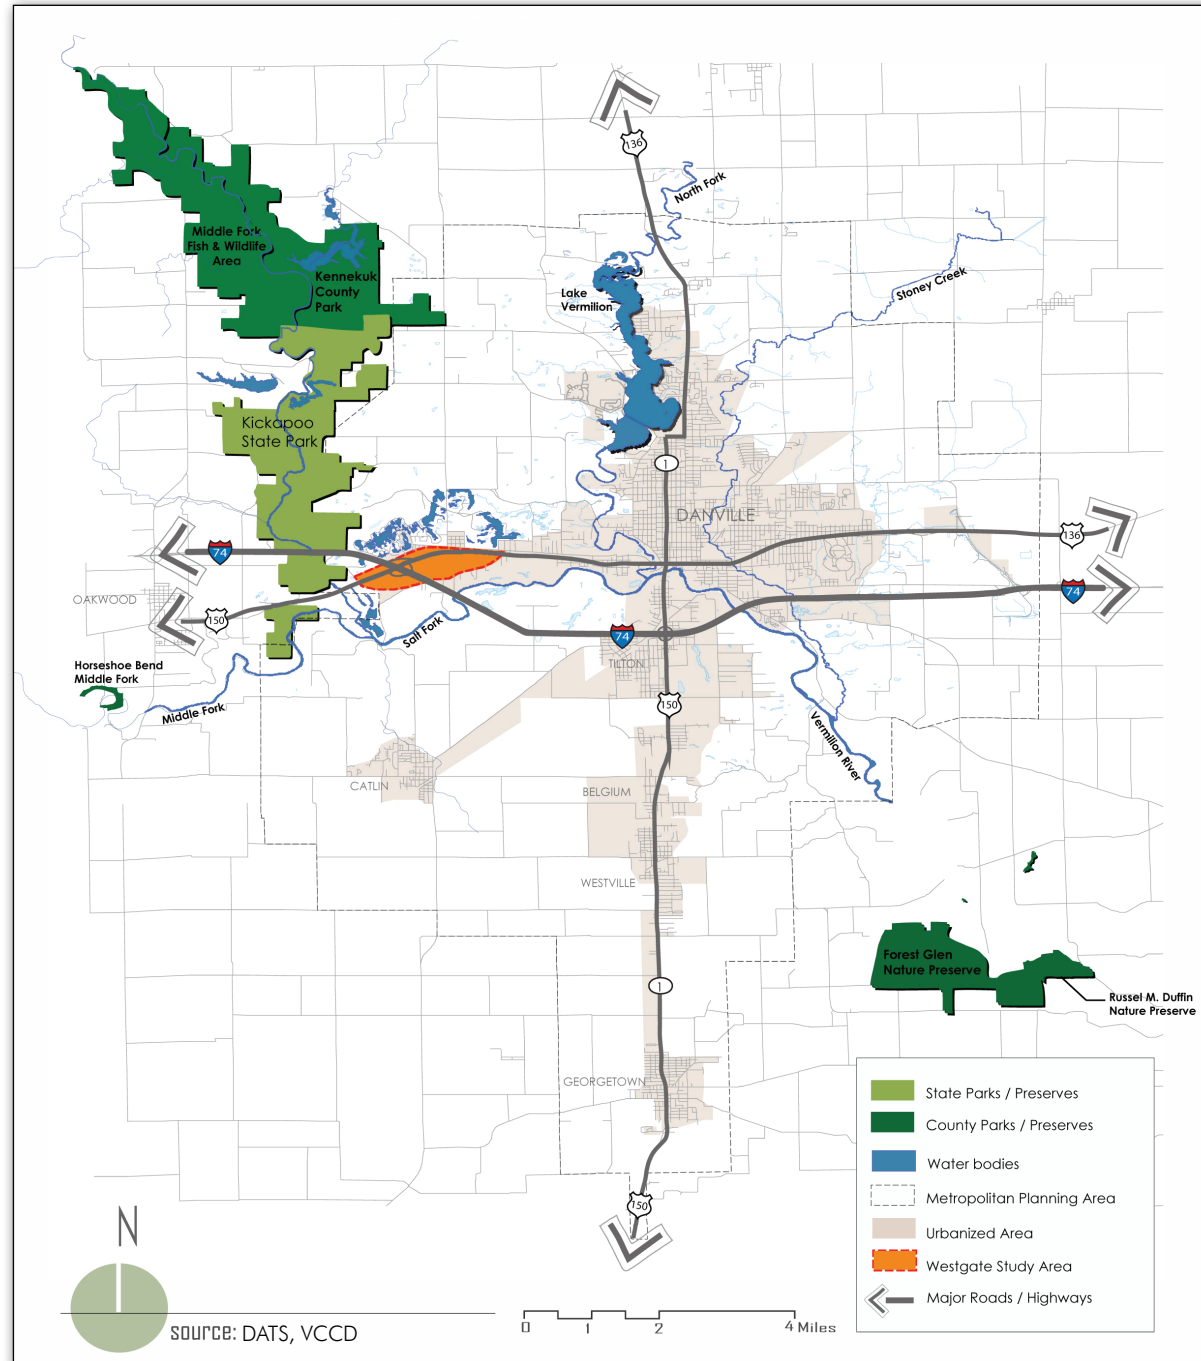 136
North Fork
Middle Fork
Fish & Wildlife
Area
Kennekuk
County
Park
Lake
Vermilion
Stoney Creek
Kickapoo
State Park
1
DANVILLE
74
136
OAKWOOD
150
74
Salt Fork
74
TILTON
Horseshoe Bend
Middle Fork
Middle Fork
150
Vermilion River
CATLIN
BELGIUM
WESTVILLE
Forest Glen
Nature Preserve
1
Russel M. Duffin
Nature Preserve
GEORGETOWN
State Parks / Preserves
County Parks / Preserves
Water bodies
Metropolitan Planning Area
Urbanized Area
Westgate Study Area
Major Roads / Highways
150
N
source: DATS, VCCD
0 1 2 4 Miles